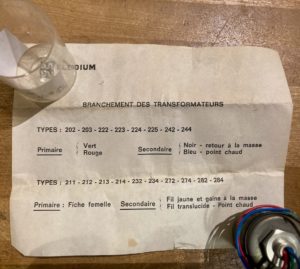 BRANCHEMENT DES TRANSFORMATEURS
TYPES : 202 - 203 - 222 - 223 - 224 - 225 - 242 - 244
Primaire { Vert Secondaire { Noir - retour à la masse
Rouge Bleu - point chaud
TYPES : 211 - 212 - 213 - 214 - 232 - 234 - 272 - 274 - 282 - 284
Primaire : Fiche femelle Secondaire { Fil jaune et gaine à la masse
Fil translucide - Point chaud